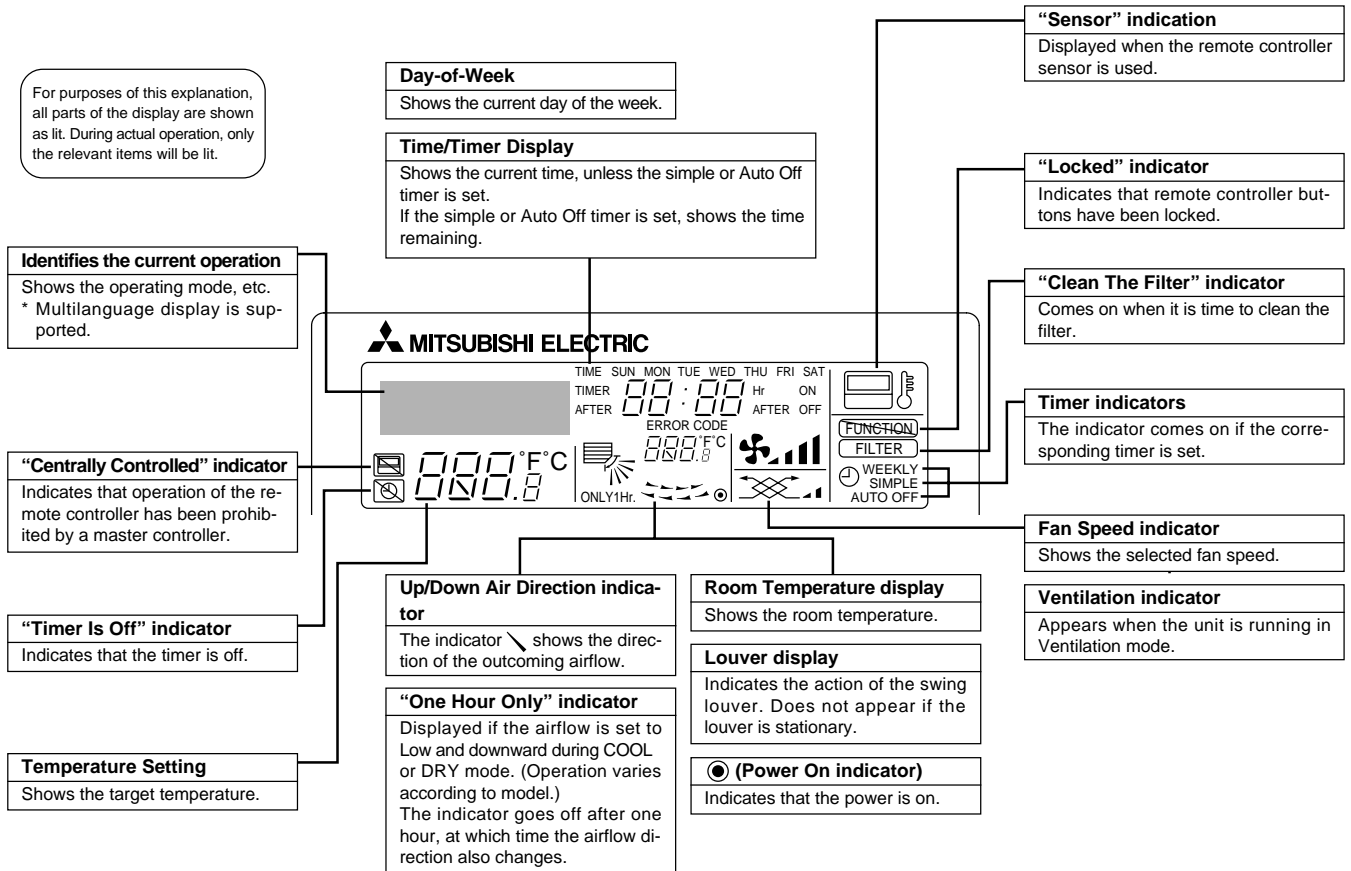 For purposes of this explanation,
all parts of the display are shown
as lit. During actual operation, only
the relevant items will be lit.
Day-of-Week
Shows the current day of the week.
Time/Timer Display
Shows the current time, unless the simple or Auto Off
timer is set.
If the simple or Auto Off timer is set, shows the time
remaining.
“Sensor” indication
Displayed when the remote controller
sensor is used.
“Locked” indicator
Indicates that remote controller but-
tons have been locked.
“Clean The Filter” indicator
Comes on when it is time to clean the
filter.
Timer indicators
The indicator comes on if the corre-
sponding timer is set.
Fan Speed indicator
Shows the selected fan speed.
Ventilation indicator
Appears when the unit is running in
Ventilation mode.
Identifies the current operation
Shows the operating mode, etc.
* Multilanguage display is sup-
ported.
“Centrally Controlled” indicator
Indicates that operation of the re-
mote controller has been prohib-
ited by a master controller.
“Timer Is Off” indicator
Indicates that the timer is off.
Temperature Setting
Shows the target temperature.
MITSUBISHI ELECTRIC
TIME SUN MON TUE WED THU FRI SAT
TIMER 88:88 Hr ON
AFTER AFTER OFF
ERROR CODE
888.8 °F°C
888.8 °F°C
ONLY1Hr.
FUNCTION
FILTER
WEEKLY
SIMPLE
AUTO OFF
Up/Down Air Direction indica-
tor
The indicator shows the direc-
tion of the outcoming airflow.
“One Hour Only” indicator
Displayed if the airflow is set to
Low and downward during COOL
or DRY mode. (Operation varies
according to model.)
The indicator goes off after one
hour, at which time the airflow di-
rection also changes.
Room Temperature display
Shows the room temperature.
Louver display
Indicates the action of the swing
louver. Does not appear if the
louver is stationary.
(Power On indicator)
Indicates that the power is on.